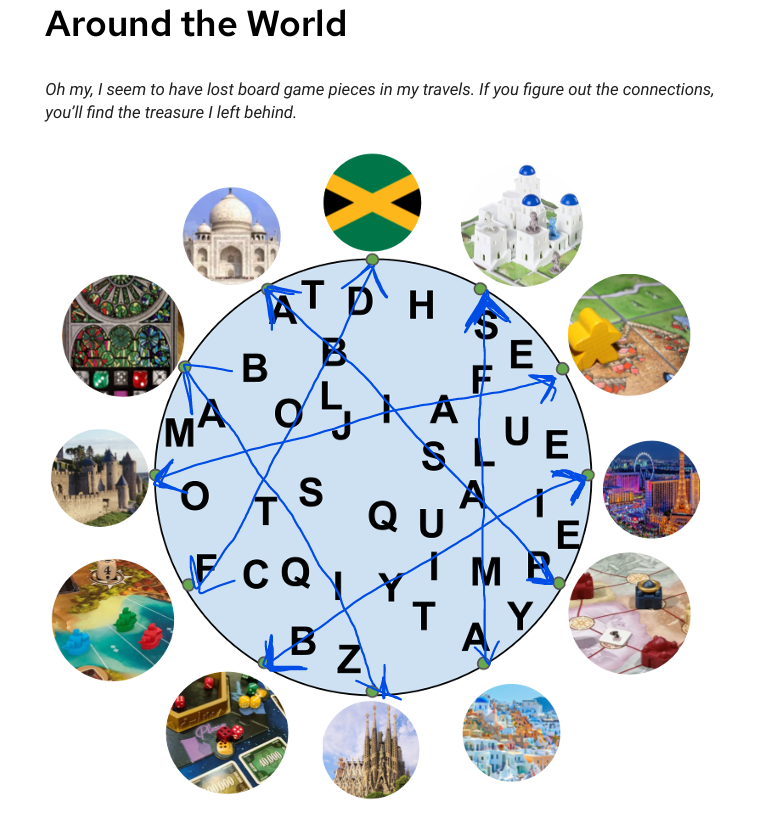 Around the World
Oh my, I seem to have lost board game pieces in my travels. If you figure out the connections,
you'll find the treasure I left behind.
A T D H
S
B E
B F
L
A O J I A
M S L U E
O T S Q U A I E
F C Q I Y I M R
T Y
B Z A